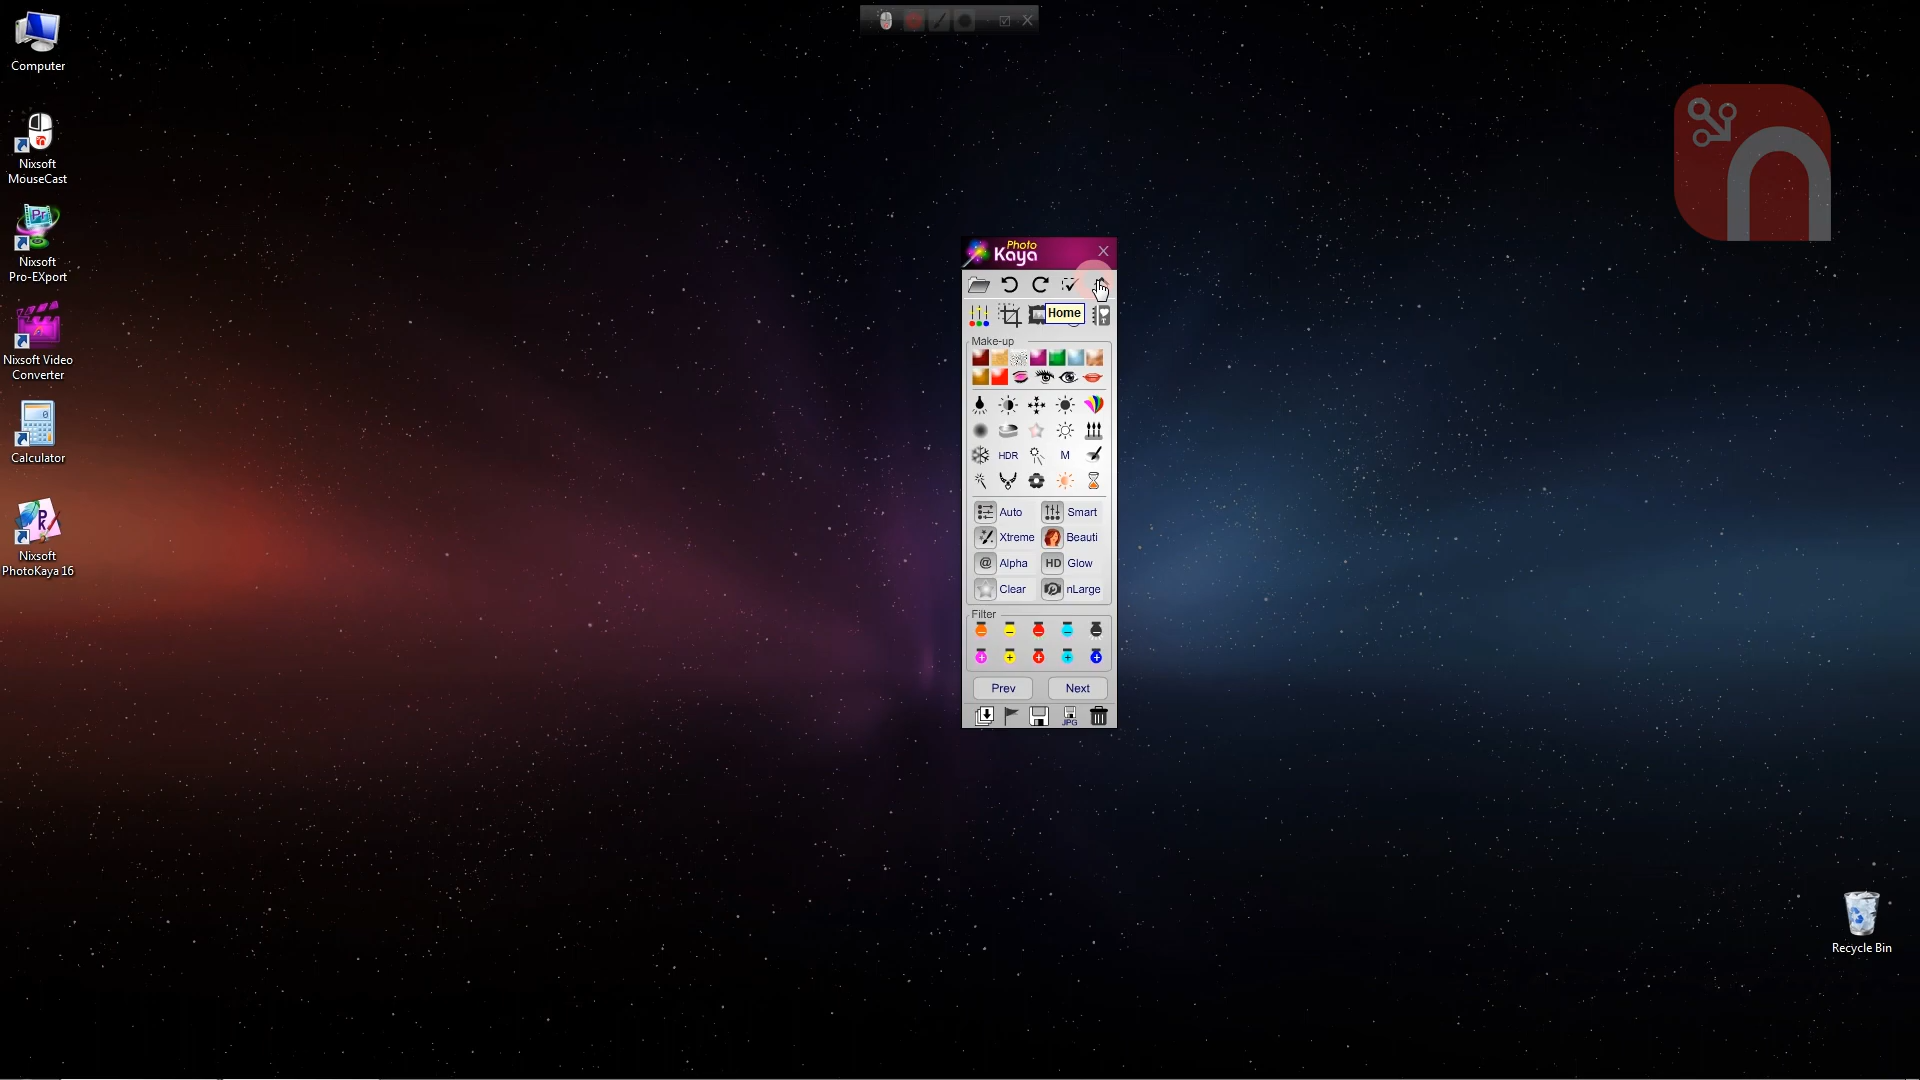 Computer
Nixsoft
MouseCast
Nixsoft
Pro-EXport
Nixsoft Video
Converter
Calculator
Nixsoft
PhotoKaya 16
Photo
Kaya
Home
Make-up
HDR
M
Auto
Smart
Xtreme
Beauti
@
Alpha
HD
Glow
Clear
nLarge
Filter
Prev
Next
JPG
n
Recycle Bin